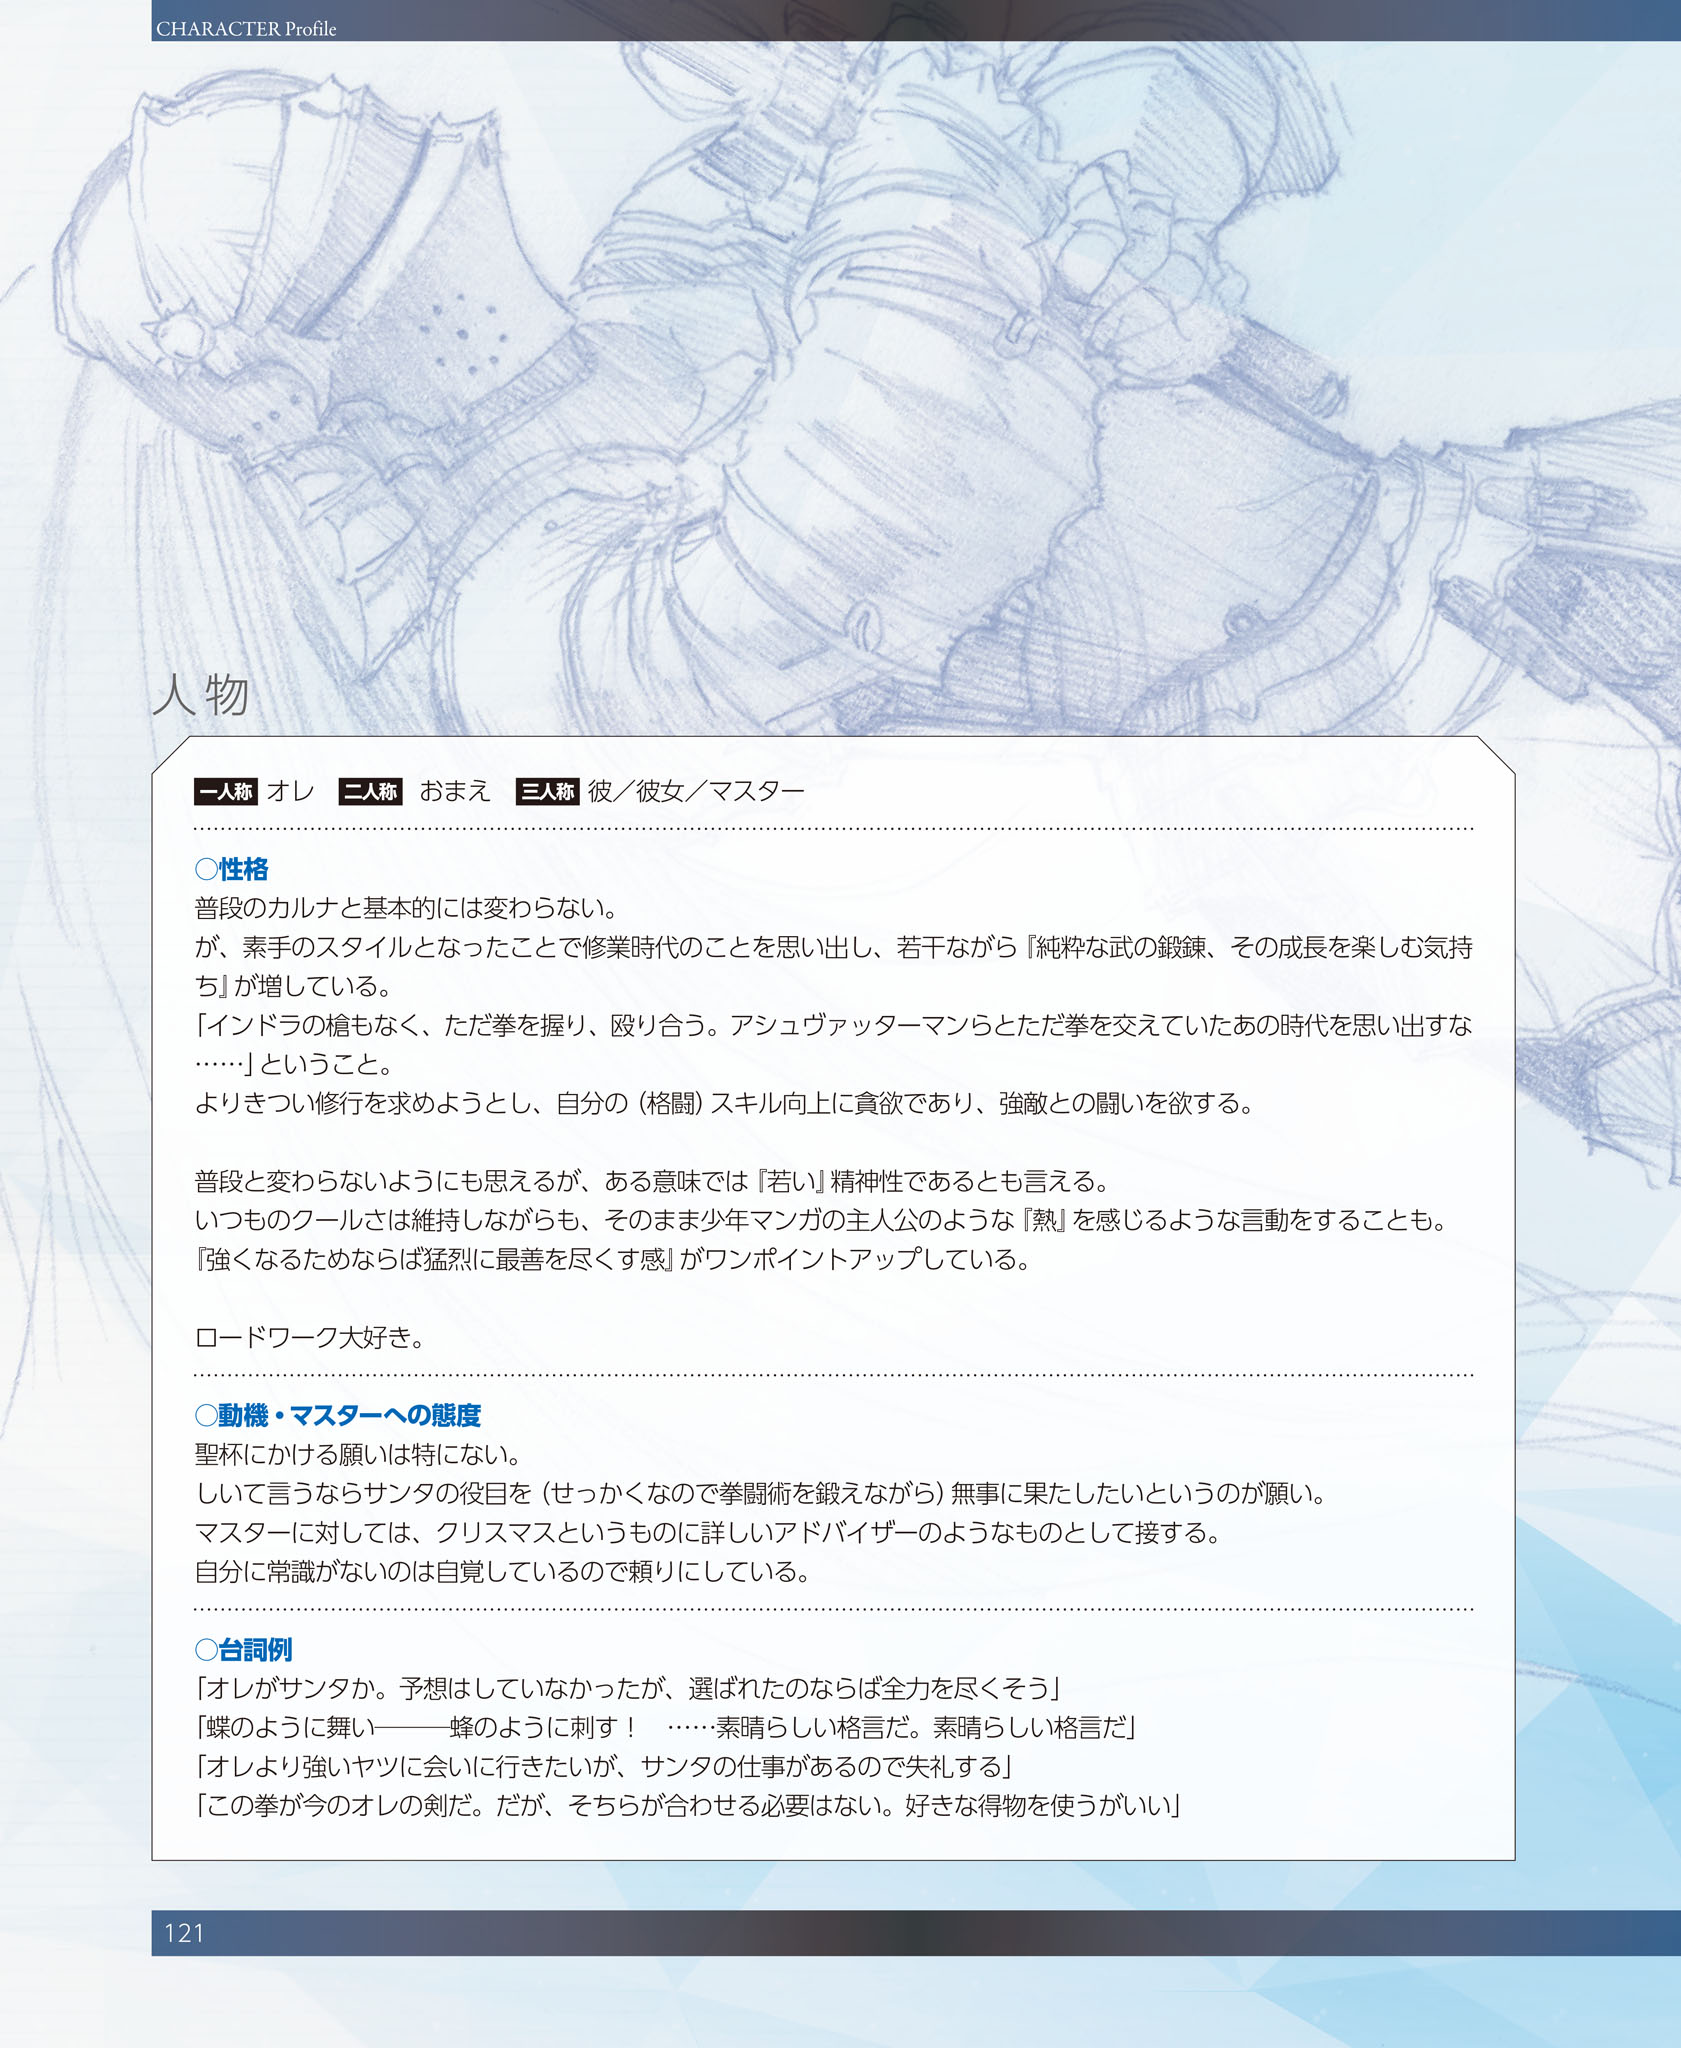 CHARACTER Profile
人物
一人称 オレ 二人称 おまえ 三人称 彼／彼女／マスター
○性格
普段のカルナと基本的には変わらない。
が、素手のスタイルとなったことで修業時代のことを思い出し、若干ながら『純粋な武の鍛錬、その成長を楽しむ気持
ち』が増している。
「インドラの槍もなく、ただ拳を握り、殴り合う。アシュヴァッターマンらとただ拳を交えていたあの時代を思い出すな
……」ということ。
よりきつい修行を求めようとし、自分の（格闘）スキル向上に貪欲であり、強敵との闘いを欲する。
普段と変わらないようにも思えるが、ある意味では『若い』精神性であるとも言える。
いつものクールさは維持しながらも、そのまま少年マンガの主人公のような『熱』を感じるような言動をすることも。
『強くなるためならば猛烈に最善を尽くす感』がワンポイントアップしている。
ロードワーク大好き。
○動機・マスターへの態度
聖杯にかける願いは特にない。
しいて言うならサンタの役目を（せっかくなので拳闘術を鍛えながら）無事に果たしたいというのが願い。
マスターに対しては、クリスマスというものに詳しいアドバイザーのようなものとして接する。
自分に常識がないのは自覚しているので頼りにしている。
○台詞例
「オレがサンタか。予想はしていなかったが、選ばれたのならば全力を尽くそう」
「蝶のように舞い───蜂のように刺す！　……素晴らしい格言だ。素晴らしい格言だ」
「オレより強いヤツに会いに行きたいが、サンタの仕事があるので失礼する」
「この拳が今のオレの剣だ。だが、そちらが合わせる必要はない。好きな得物を使うがいい」
121